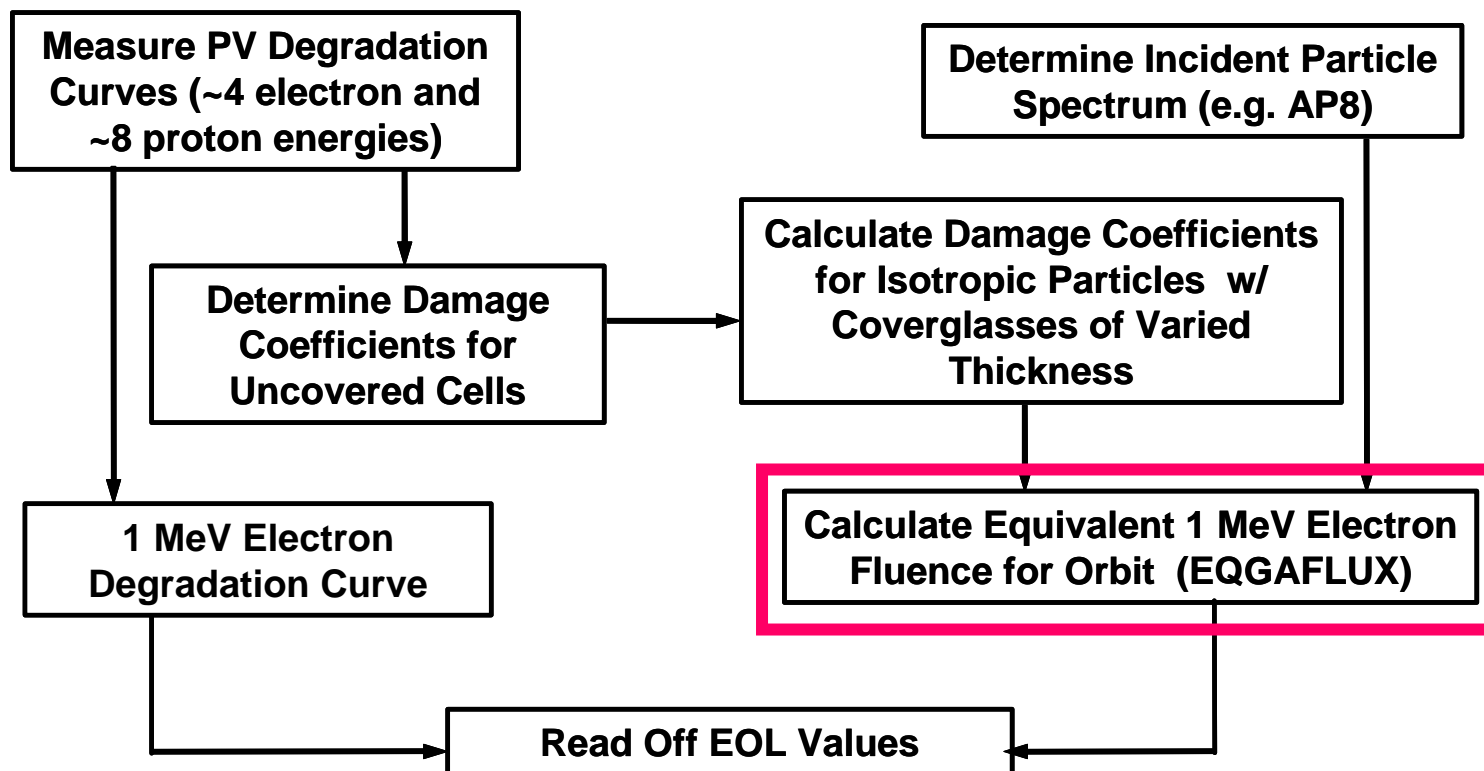 Measure PV Degradation
Curves (~4 electron and
~8 proton energies)
Determine Incident Particle
Spectrum (e.g. AP8)
Determine Damage
Coefficients for
Uncovered Cells
Calculate Damage Coefficients
for Isotropic Particles w/
Coverglasses of Varied
Thickness
1 MeV Electron
Degradation Curve
Calculate Equivalent 1 MeV Electron
Fluence for Orbit (EQGAFLUX)
Read Off EOL Values